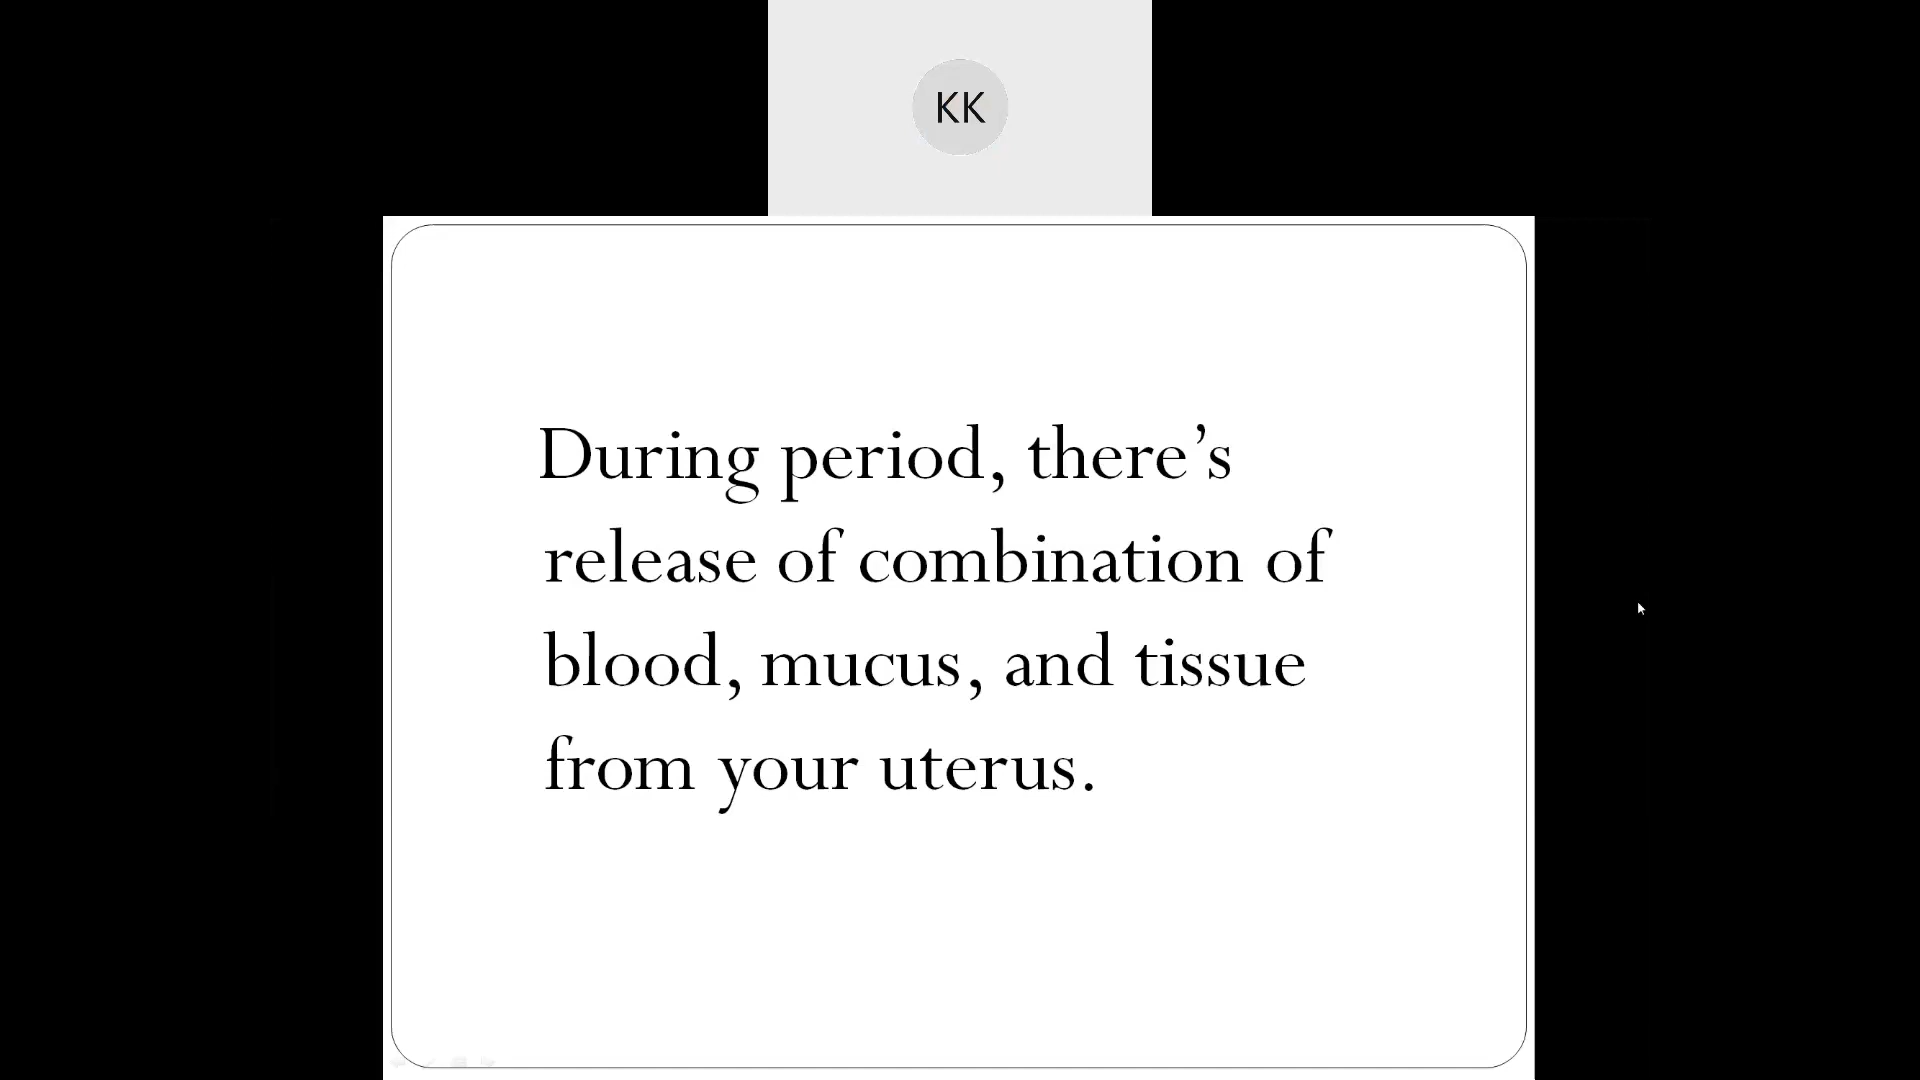 KK
During period, there’s
release of combination of
blood, mucus, and tissue
from your uterus.